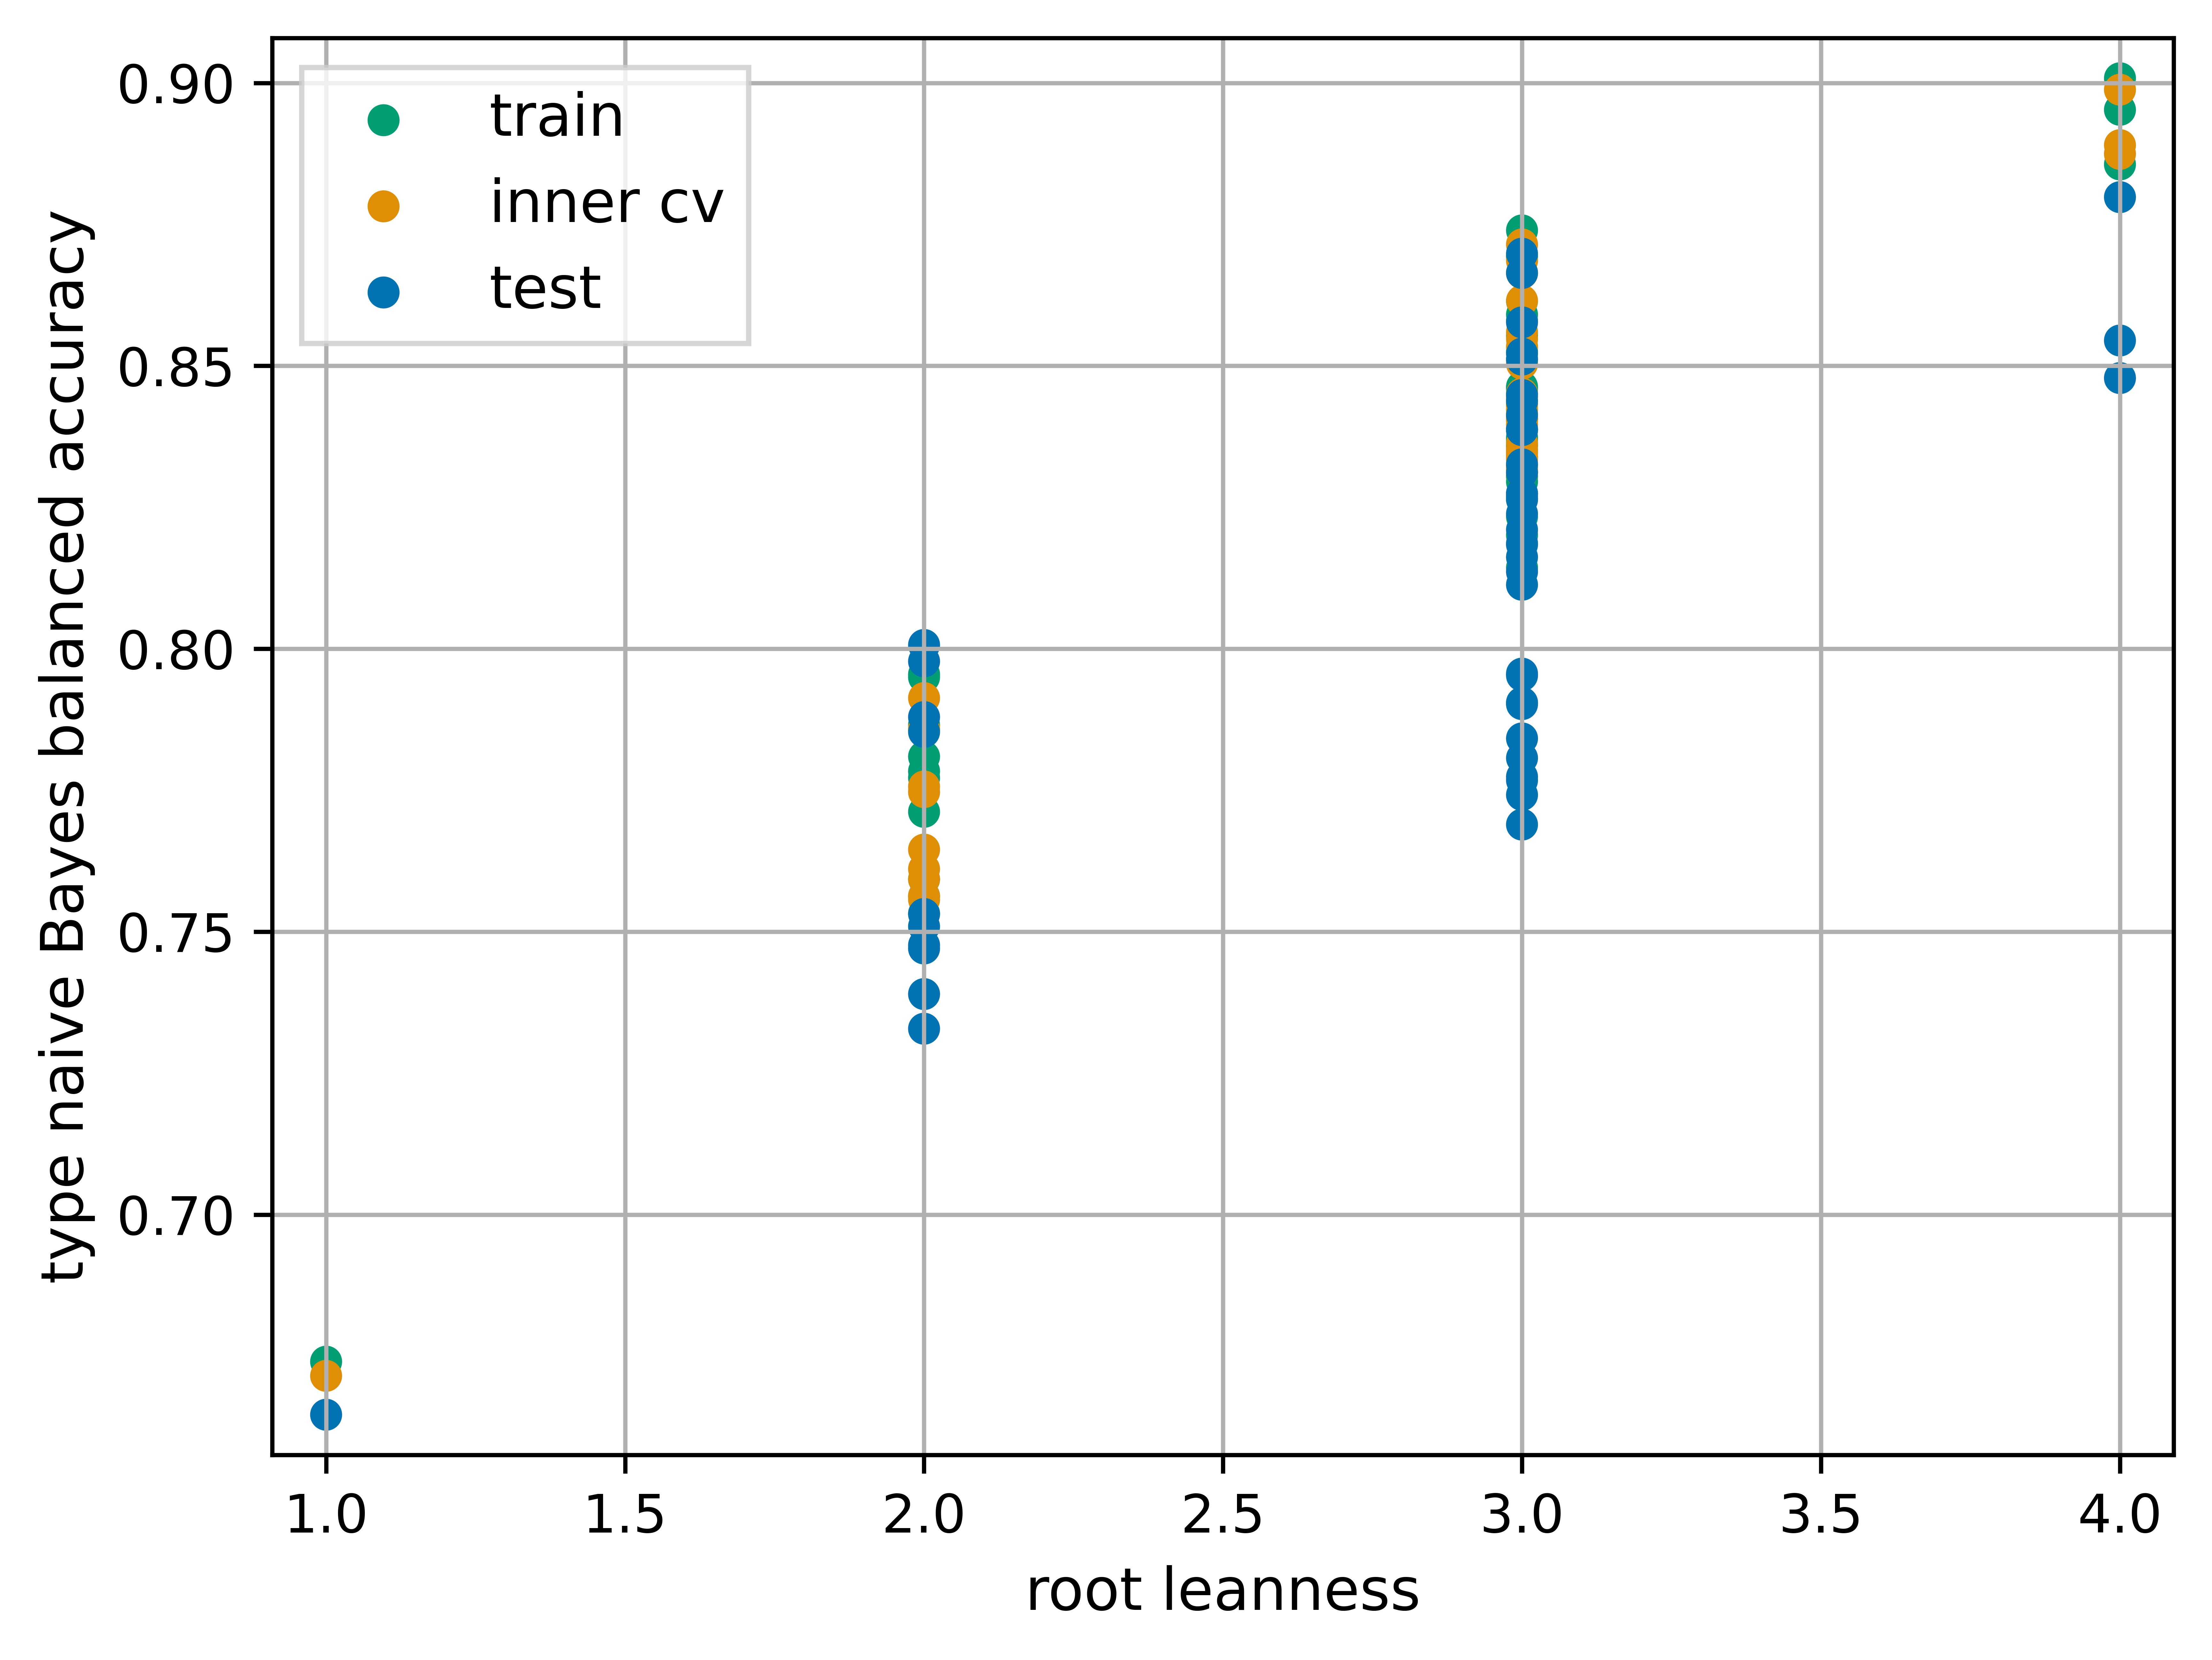 train
inner cv
test
type naive Bayes balanced accuracy
0.90
0.85
0.80
0.75
0.70
1.0 1.5 2.0 2.5 3.0 3.5 4.0
root leanness